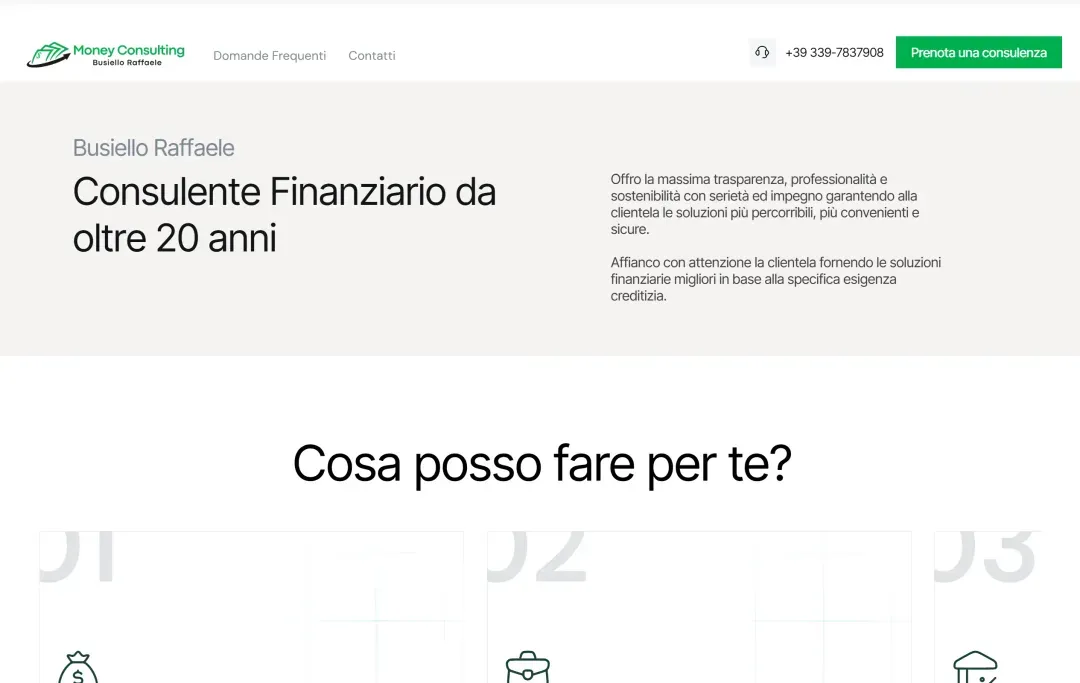 Money Consulting
Busiello Raffaele
Domande Frequenti
Contatti
+39 339-7837908
Prenota una consulenza
Busiello Raffaele
Consulente Finanziario da
oltre 20 anni
Offro la massima trasparenza, professionalità e
sostenibilità con serietà ed impegno garantendo alla
clientela le soluzioni più percorribili, più convenienti e
sicure.
Affianco con attenzione la clientela fornendo le soluzioni
finanziarie migliori in base alla specifica esigenza
creditizia.
Cosa posso fare per te?
01
02
03